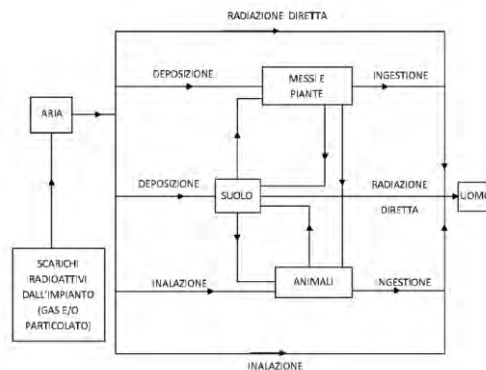 RADIAZIONE DIRETTA
DEPOSIZIONE
MESSI E
PIANTE
INGESTIONE
ARIA
DEPOSIZIONE
SUOLO
RADIAZIONE
DIRETTA
UOMO
SCARICHI
RADIOATTIVI
DALL'IMPIANTO
(GAS E/O
PARTICOLATO)
INALAZIONE
ANIMALI
INGESTIONE
INALAZIONE